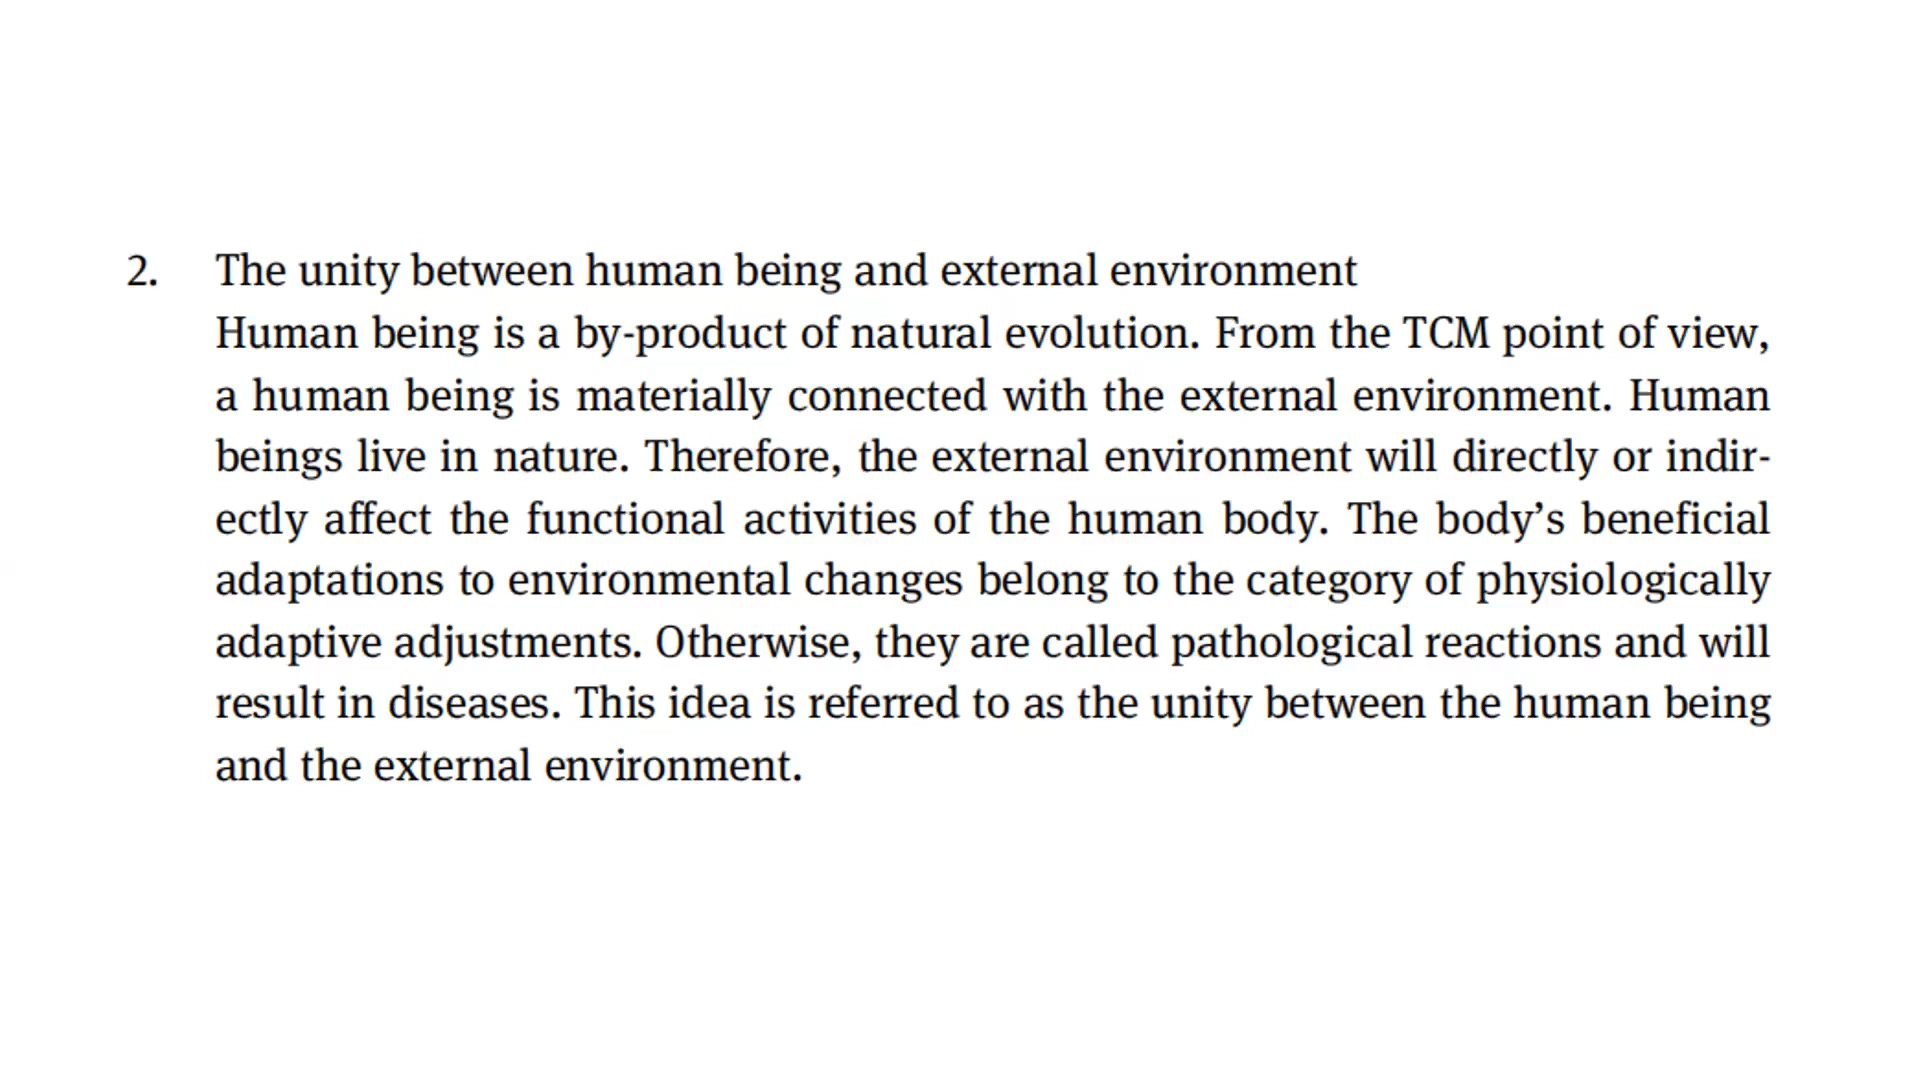 2. The unity between human being and external environment
Human being is a by-product of natural evolution. From the TCM point of view,
a human being is materially connected with the external environment. Human
beings live in nature. Therefore, the external environment will directly or indir-
ectly affect the functional activities of the human body. The body’s beneficial
adaptations to environmental changes belong to the category of physiologically
adaptive adjustments. Otherwise, they are called pathological reactions and will
result in diseases. This idea is referred to as the unity between the human being
and the external environment.